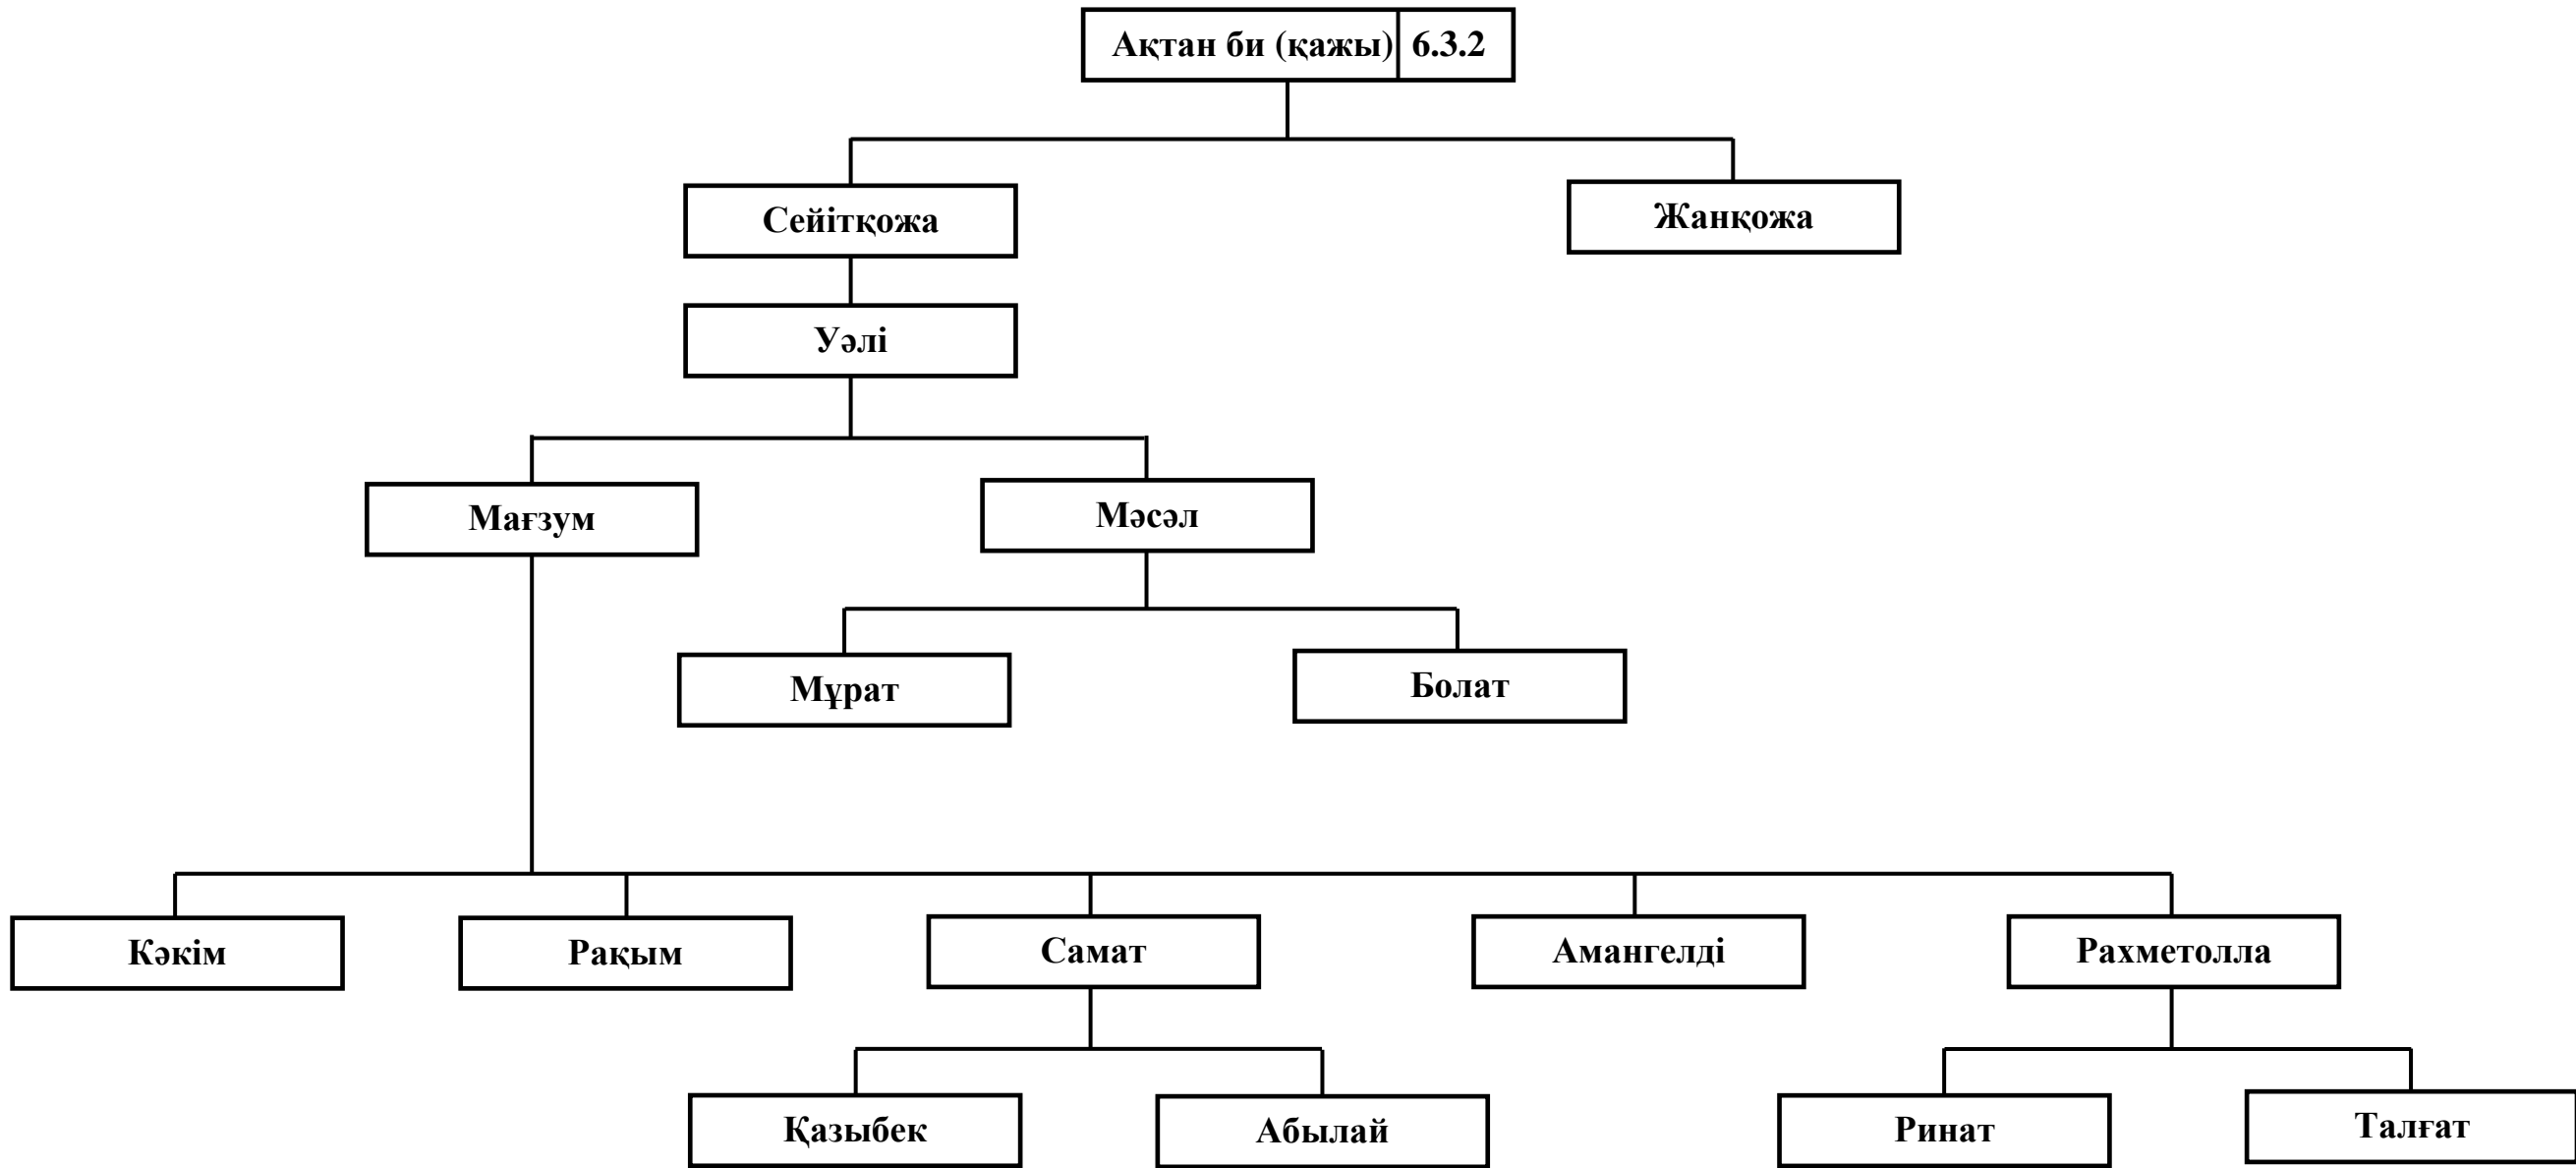 Ақтан би (қажы) 6.3.2
Сейітқожа
Жанқожа
Уәлі
Мағзум
Мәсәл
Мұрат
Болат
Кәкім
Рақым
Самат
Амангелді
Рахметолла
Қазыбек
Абылай
Ринат
Талғат